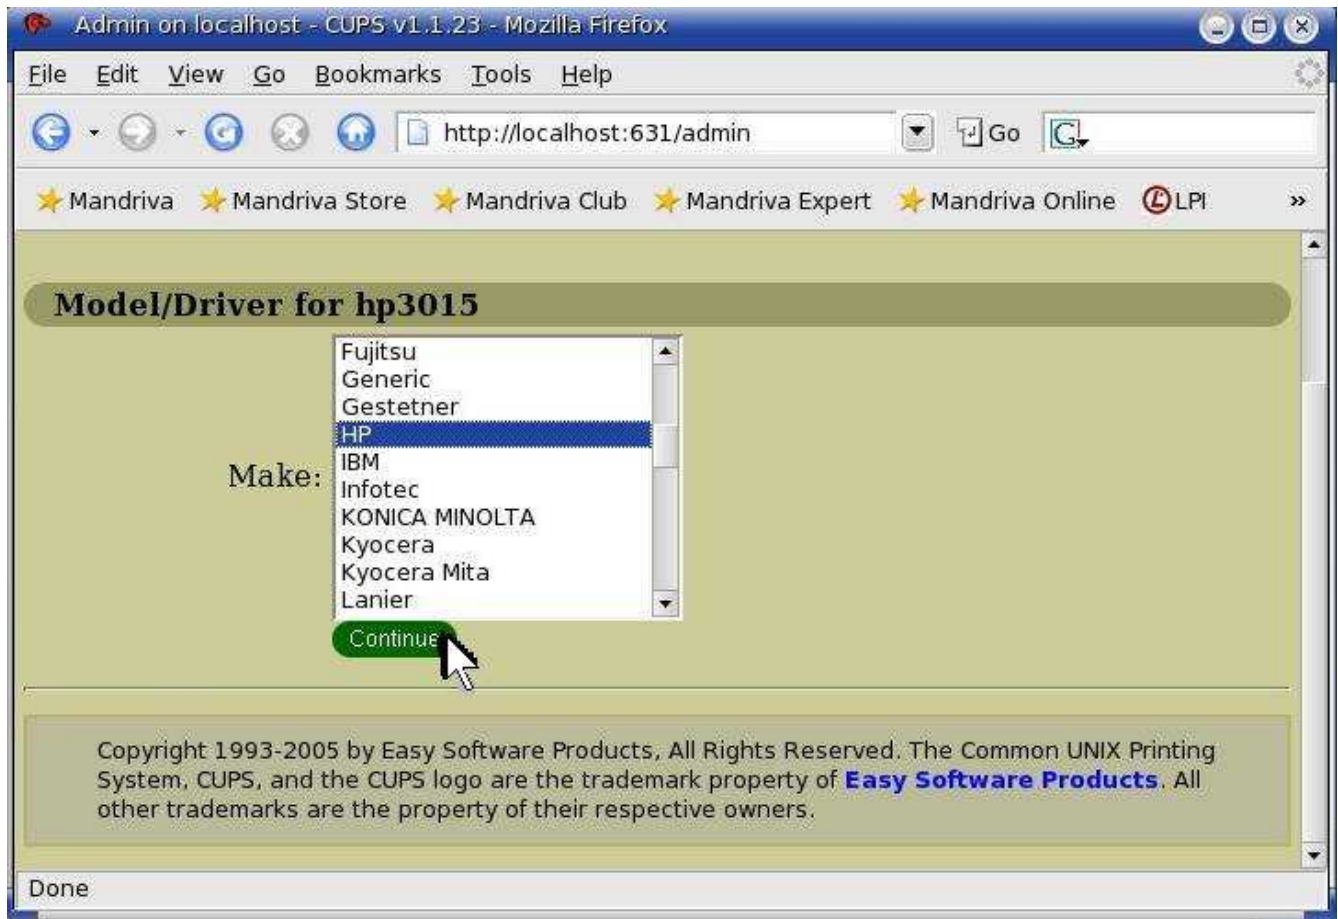 Admin on localhost - CUPS v1.1.23 - Mozilla Firefox
File Edit View Go Bookmarks Tools Help
http://localhost:631/admin Go G
Mandriva Mandriva Store Mandriva Club Mandriva Expert Mandriva Online LPI »
Model/Driver for hp3015
Make:
Fujitsu
Generic
Gestetner
HP
IBM
Infotec
KONICA MINOLTA
Kyocera
Kyocera Mita
Lanier
Continue
Copyright 1993-2005 by Easy Software Products, All Rights Reserved. The Common UNIX Printing
System, CUPS, and the CUPS logo are the trademark property of Easy Software Products. All
other trademarks are the property of their respective owners.
Done